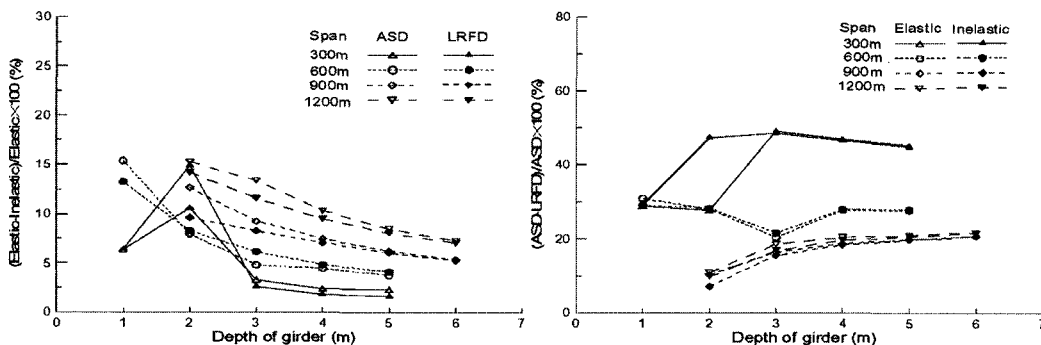 (Elastic-Inelastic)/Elastic×100 (%)
30
25
20
15
10
5
0
0 1 2 3 4 5 6 7
Depth of girder (m)
Span ASD LRFD
300m
600m
900m
1200m
(ASD-LRFD)/ASD×100 (%)
80
60
40
20
0
0 1 2 3 4 5 6 7
Depth of girder (m)
Span Elastic Inelastic
300m
600m
900m
1200m